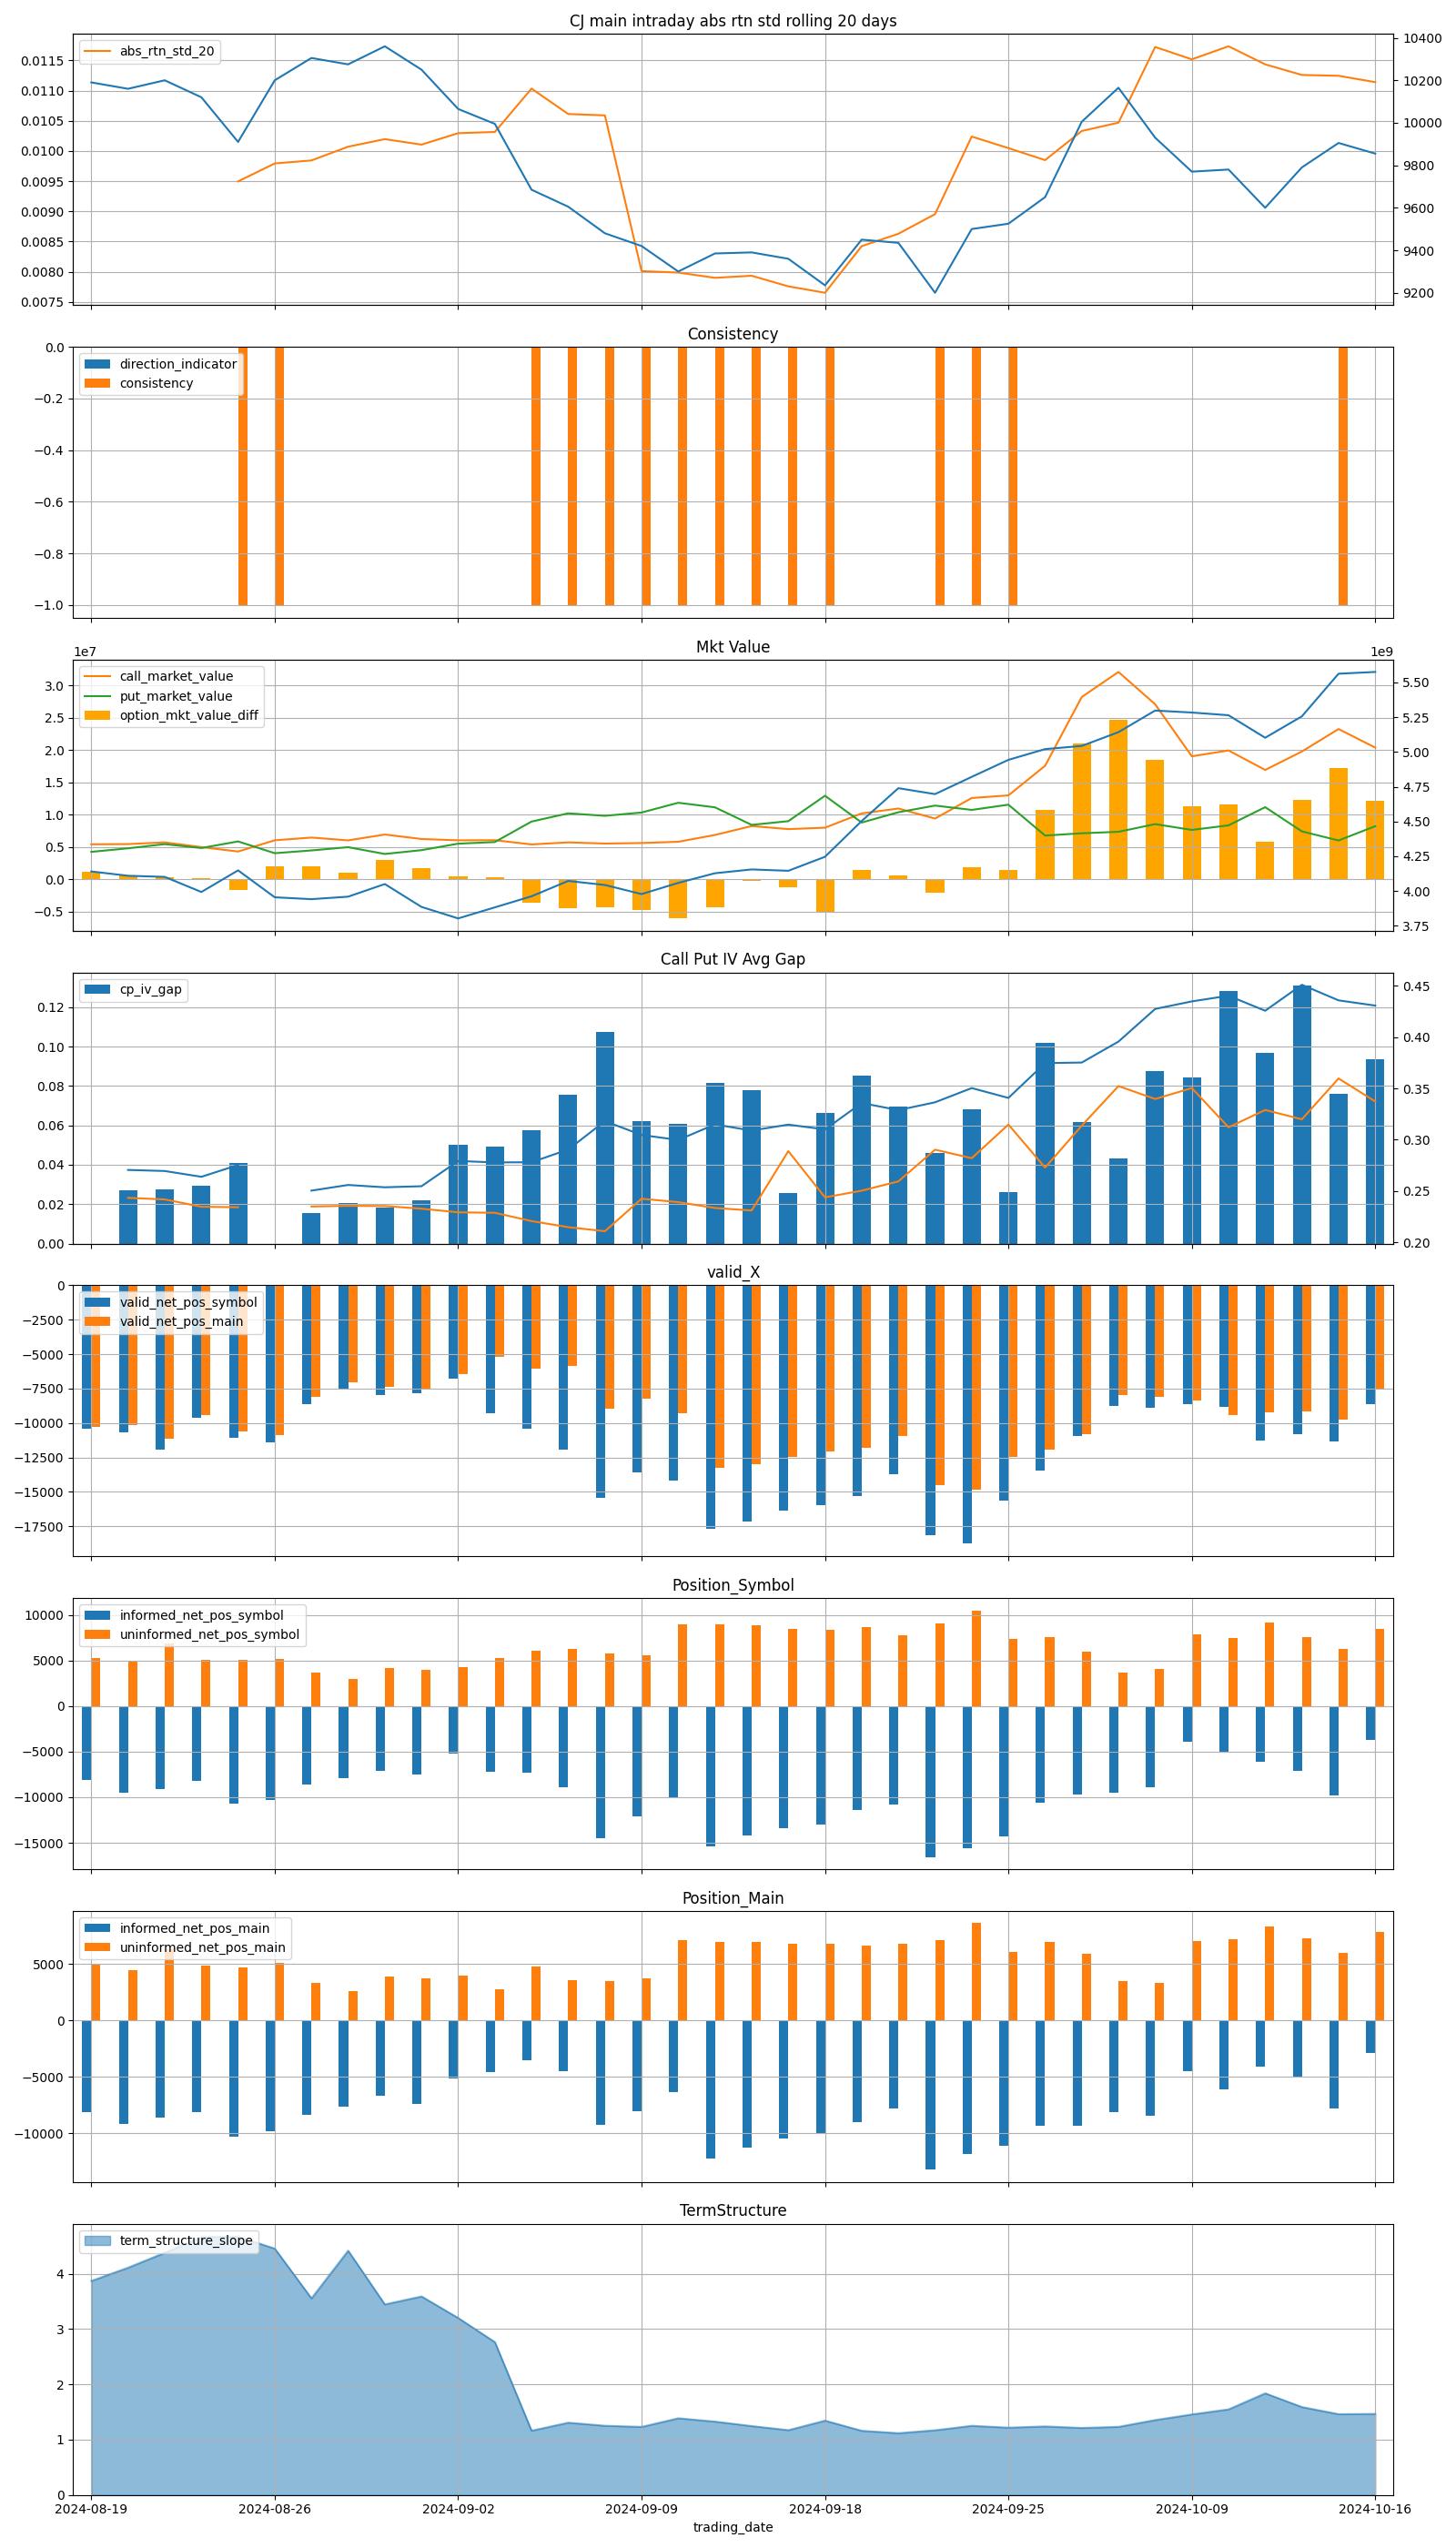 CJ main intraday abs rtn std rolling 20 days
abs_rtn_std_20
0.0115
0.0110
0.0105
0.0100
0.0095
0.0090
0.0085
0.0080
0.0075
10400
10200
10000
9800
9600
9400
9200
Consistency
direction_indicator
consistency
0.0
−0.2
−0.4
−0.6
−0.8
−1.0
Mkt Value
1e7
1e9
call_market_value
put_market_value
option_mkt_value_diff
3.0
2.5
2.0
1.5
1.0
0.5
0.0
−0.5
5.50
5.25
5.00
4.75
4.50
4.25
4.00
3.75
Call Put IV Avg Gap
cp_iv_gap
0.12
0.10
0.08
0.06
0.04
0.02
0.00
0.45
0.40
0.35
0.30
0.25
0.20
valid_X
valid_net_pos_symbol
valid_net_pos_main
0
−2500
−5000
−7500
−10000
−12500
−15000
−17500
Position_Symbol
informed_net_pos_symbol
uninformed_net_pos_symbol
10000
5000
0
−5000
−10000
−15000
Position_Main
informed_net_pos_main
uninformed_net_pos_main
5000
0
−5000
−10000
TermStructure
term_structure_slope
4
3
2
1
0
2024-08-19 2024-08-26 2024-09-02 2024-09-09 2024-09-18 2024-09-25 2024-10-09 2024-10-16
trading_date